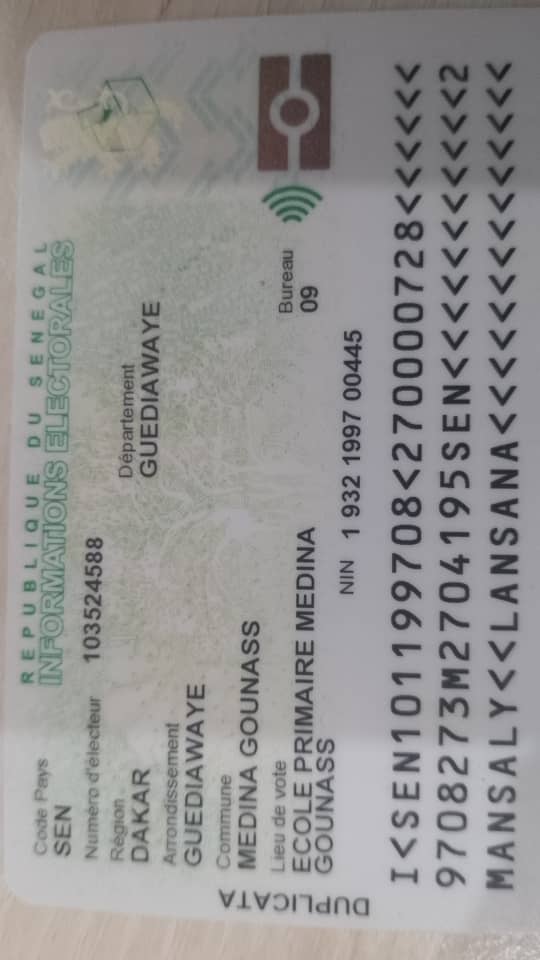 REPUBLIQUE DU SENEGAL
INFORMATIONS ELECTORALES
Code Pays
SEN
Numéro d'électeur 103524588
Région
DAKAR
Département
GUEDIAWAYE
Arrondissement
GUEDIAWAYE
Commune
MEDINA GOUNASS
Lieu de vote
ECOLE PRIMAIRE MEDINA
GOUNASS
Bureau
09
NIN 1 932 1997 00445
DUPLICATA
I<SEN101199708<270000728<<<<<<
9708273M2704195SEN<<<<<<<<<<<2
MANSALY<<LANSANA<<<<<<<<<<<<<<